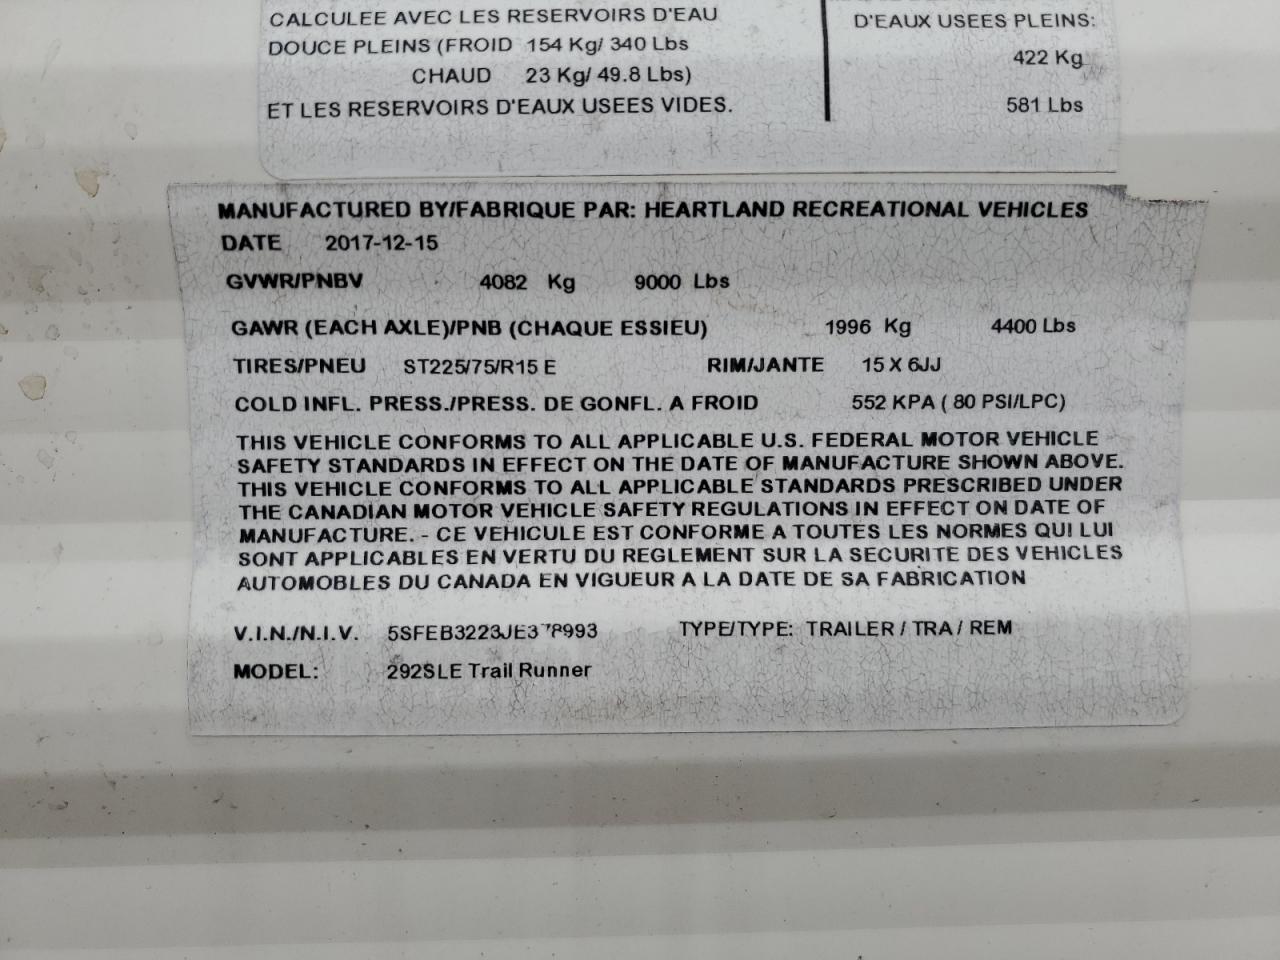 CALCULEE AVEC LES RESERVOIRS D'EAU
DOUCE PLEINS (FROID 154 Kg/ 340 Lbs
CHAUD 23 Kg/ 49.8 Lbs)
ET LES RESERVOIRS D'EAUX USEES VIDES.
D'EAUX USEES PLEINS:
422 Kg
581 Lbs
MANUFACTURED BY/FABRIQUE PAR: HEARTLAND RECREATIONAL VEHICLES
DATE 2017-12-15
GVWR/PNBV 4082 Kg 9000 Lbs
GAWR (EACH AXLE)/PNB (CHAQUE ESSIEU) 1996 Kg 4400 Lbs
TIRES/PNEU ST225/75/R15 E RIM/JANTE 15 X 6JJ
COLD INFL. PRESS./PRESS. DE GONFL. A FROID 552 KPA ( 80 PSI/LPC)
THIS VEHICLE CONFORMS TO ALL APPLICABLE U.S. FEDERAL MOTOR VEHICLE
SAFETY STANDARDS IN EFFECT ON THE DATE OF MANUFACTURE SHOWN ABOVE.
THIS VEHICLE CONFORMS TO ALL APPLICABLE STANDARDS PRESCRIBED UNDER
THE CANADIAN MOTOR VEHICLE SAFETY REGULATIONS IN EFFECT ON DATE OF
MANUFACTURE. - CE VEHICULE EST CONFORME A TOUTES LES NORMES QUI LUI
SONT APPLICABLES EN VERTU DU REGLEMENT SUR LA SECURITE DES VEHICLES
AUTOMOBLES DU CANADA EN VIGUEUR A LA DATE DE SA FABRICATION
V.I.N./N.I.V. 5SFEB3223JE378993 TYPE/TYPE: TRAILER / TRA / REM
MODEL: 292SLE Trail Runner